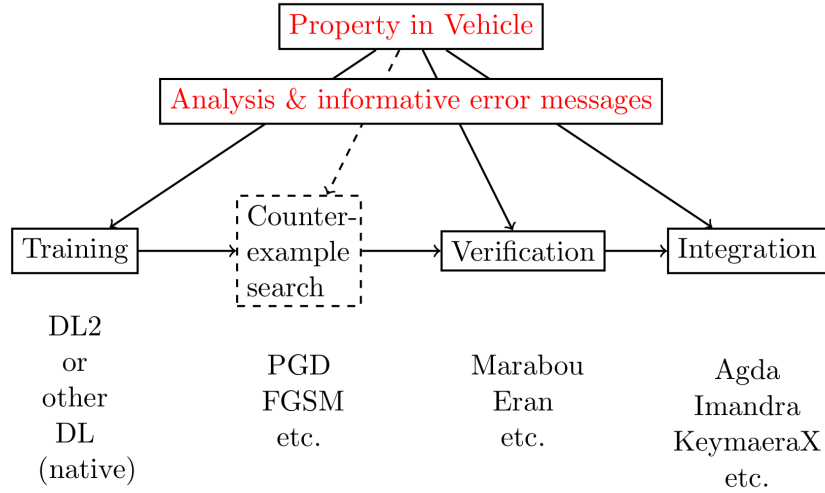 Property in Vehicle
Analysis & informative error messages
Training
Counter-
example
search
Verification
Integration
DL2
or
other
DL
(native)
PGD
FGSM
etc.
Marabou
Eran
etc.
Agda
Imandra
KeymaeraX
etc.